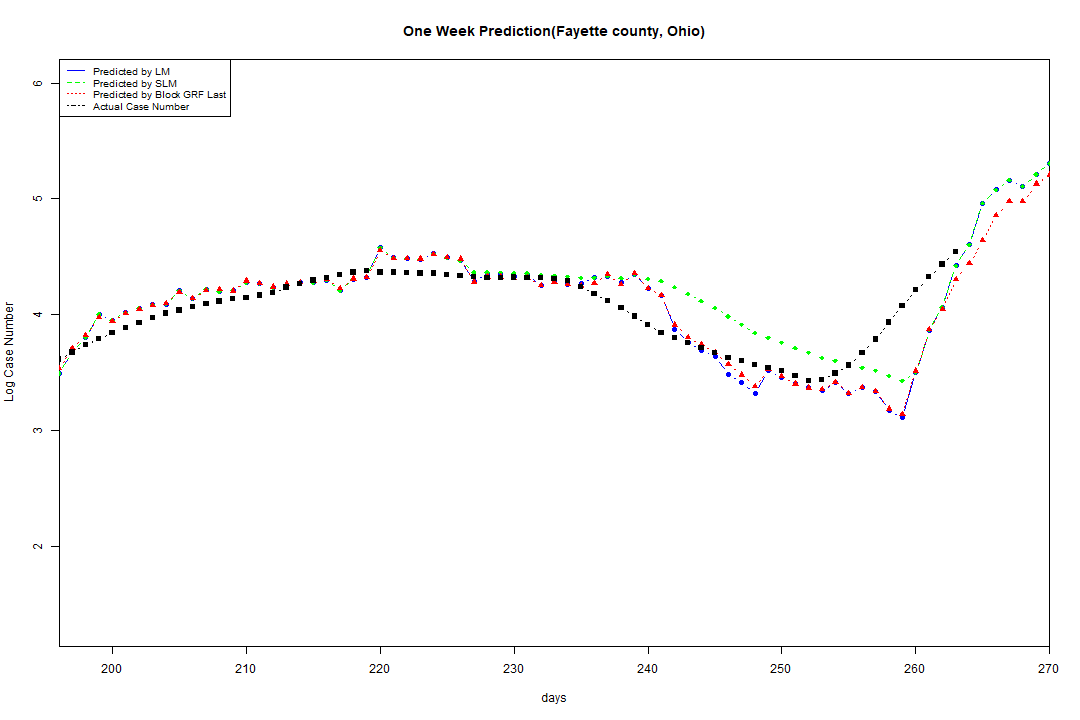 One Week Prediction(Fayette county, Ohio)
Predicted by LM
Predicted by SLM
Predicted by Block GRF Last
Actual Case Number
6
5
4
3
2
Log Case Number
200 210 220 230 240 250 260 270
days